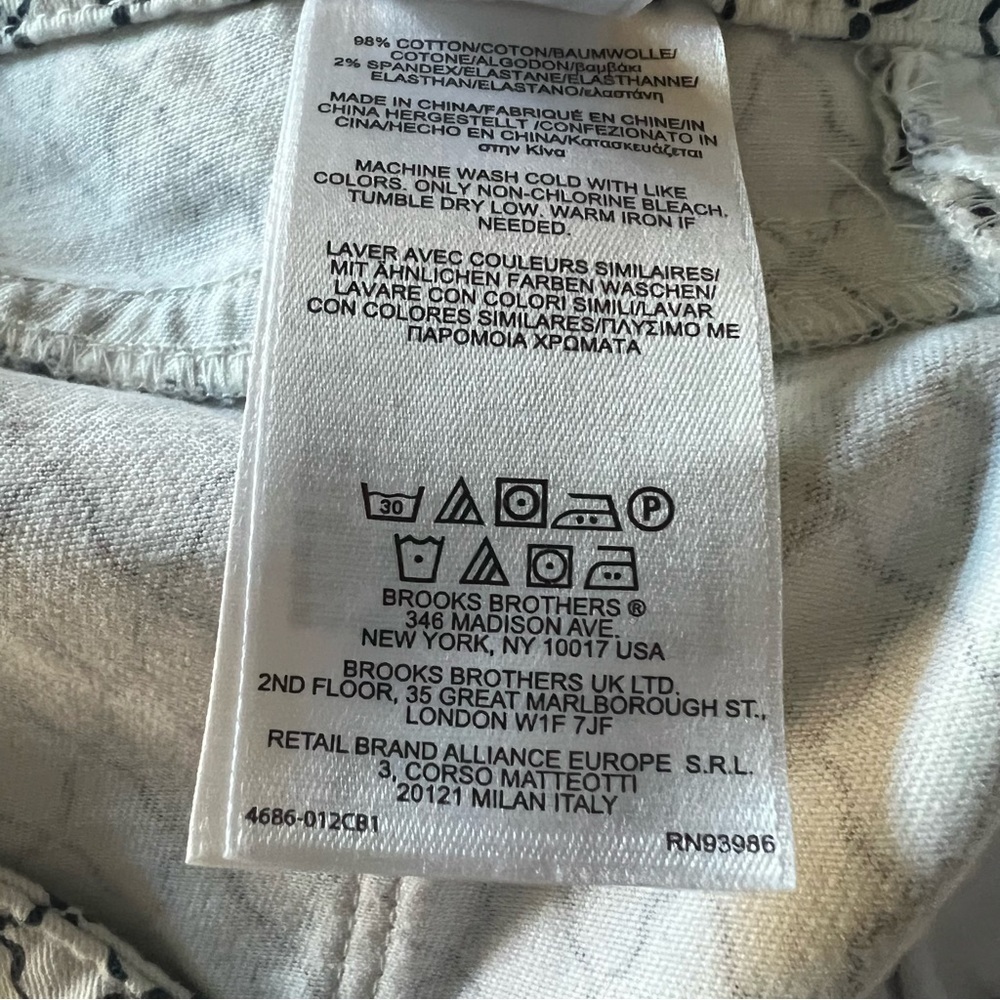 98% COTTON/COTON/BAUMWOLLE/
COTONE/ALGODON/βαμβάκι
2% SPANDEX/ELASTANE/ÉLASTHANNE/
ELASTHAN/ELASTANO/ελαστάνη
MADE IN CHINA/FABRIQUÉ EN CHINE/IN
CHINA HERGESTELLT /CONFEZIONATO IN
CINA/HECHO EN CHINA/Κατασκευάζεται
στην Κίνα
MACHINE WASH COLD WITH LIKE
COLORS. ONLY NON-CHLORINE BLEACH.
TUMBLE DRY LOW. WARM IRON IF
NEEDED.
LAVER AVEC COULEURS SIMILAIRES/
MIT ÄHNLICHEN FARBEN WASCHEN/
LAVARE CON COLORI SIMILI/LAVAR
CON COLORES SIMILARES/ΠΛΥΣΙΜΟ ΜΕ
ΠΑΡΟΜΟΙΑ ΧΡΩΜΑΤΑ
30 P
BROOKS BROTHERS ®
346 MADISON AVE.
NEW YORK, NY 10017 USA
BROOKS BROTHERS UK LTD.
2ND FLOOR, 35 GREAT MARLBOROUGH ST.,
LONDON W1F 7JF
RETAIL BRAND ALLIANCE EUROPE S.R.L.
3, CORSO MATTEOTTI
20121 MILAN ITALY
4686-012CB1
RN93986